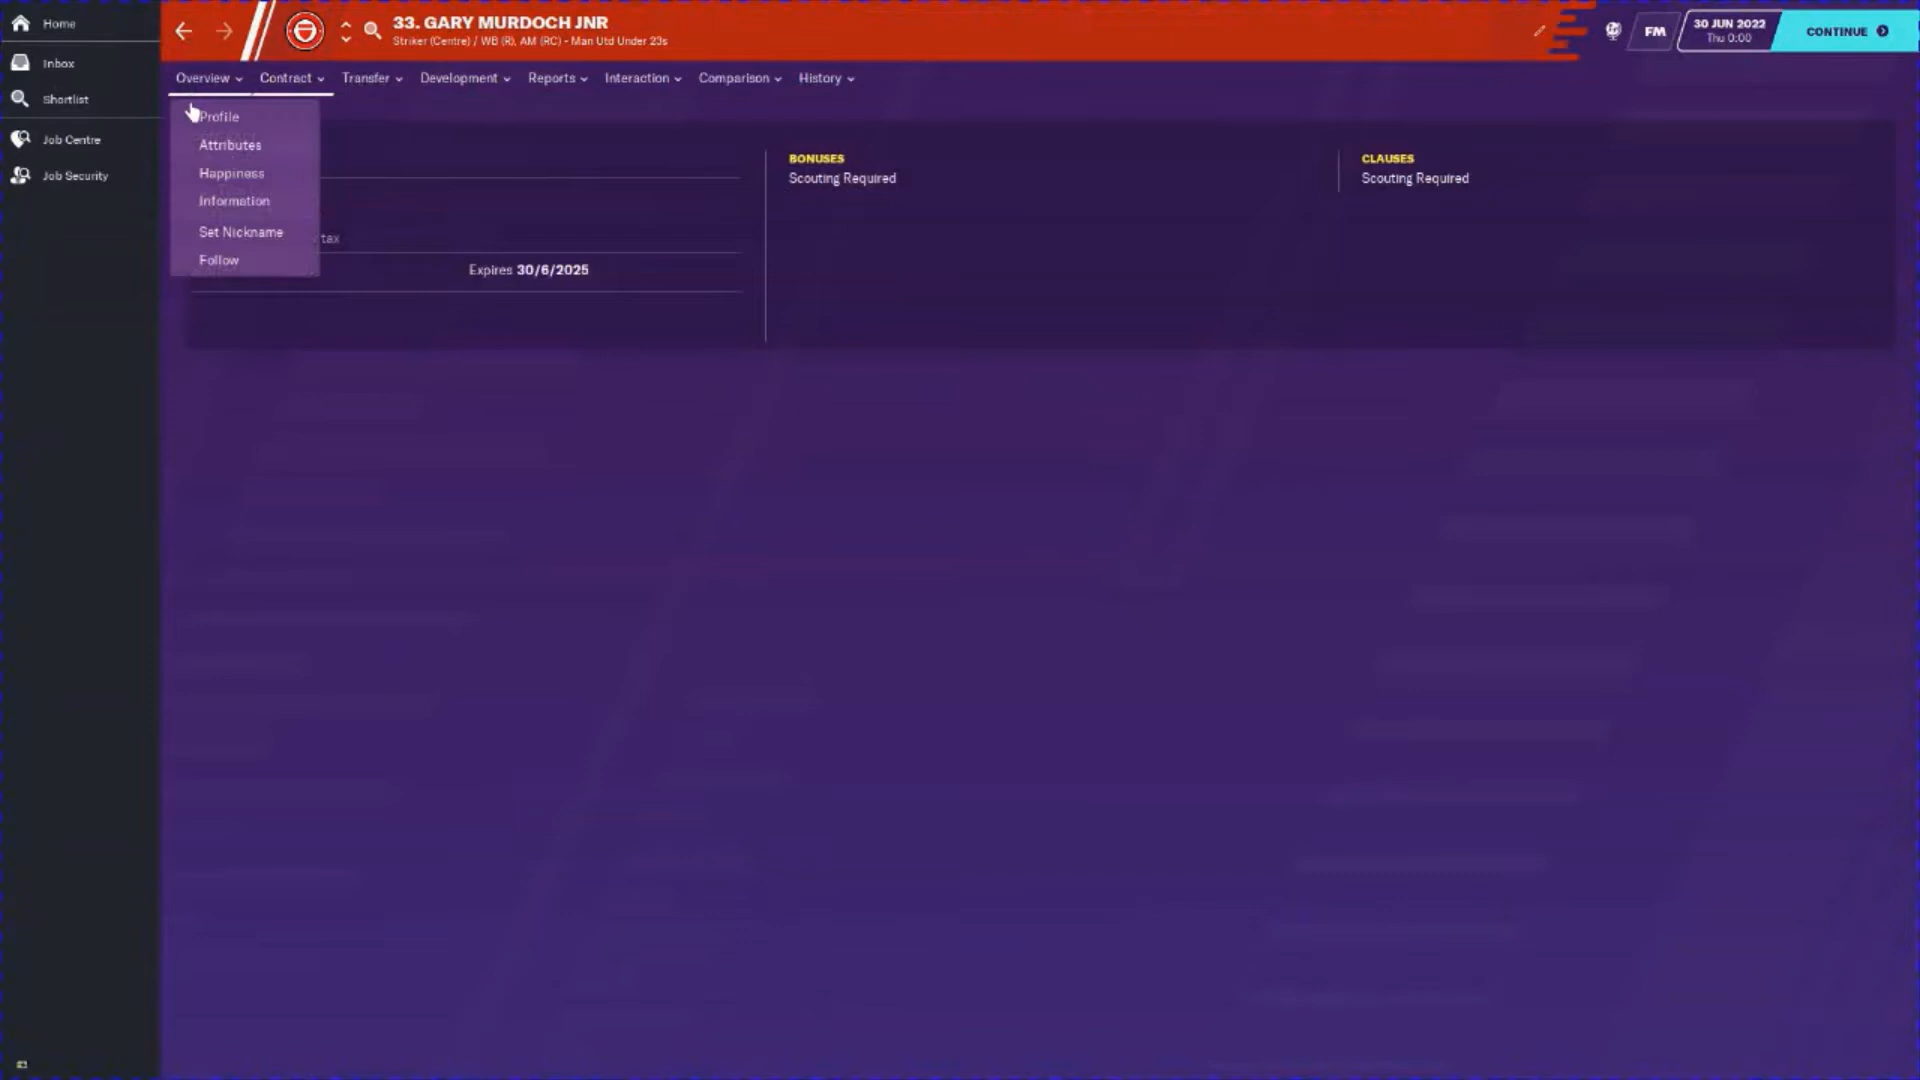 Home
Inbox
Shortlist
Job Centre
Job Security
33. GARY MURDOCH JNR
Striker (Centre) / WB (R), AM (RC) - Man Utd Under 23s
FM
30 JUN 2022
Thu 0:00
CONTINUE
Overview Contract Transfer Development Reports Interaction Comparison History
Profile
Attributes
Happiness
Information
Set Nickname
Follow
tax
Expires 30/6/2025
BONUSES
Scouting Required
CLAUSES
Scouting Required